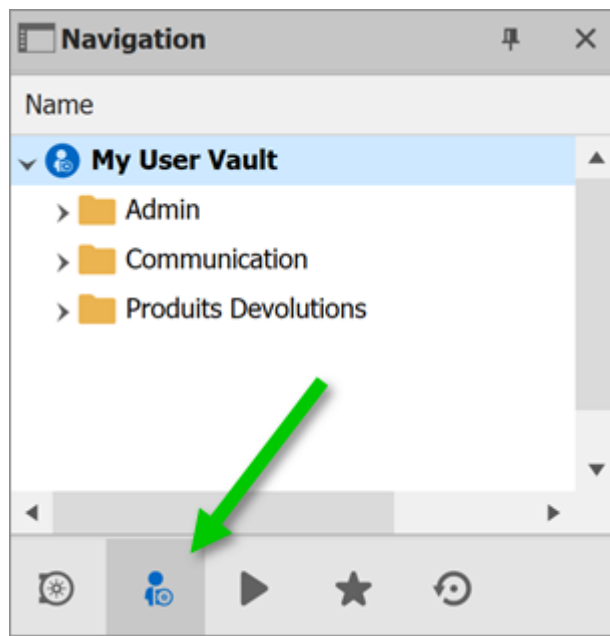 Navigation
Name
My User Vault
Admin
Communication
Produits Devolutions